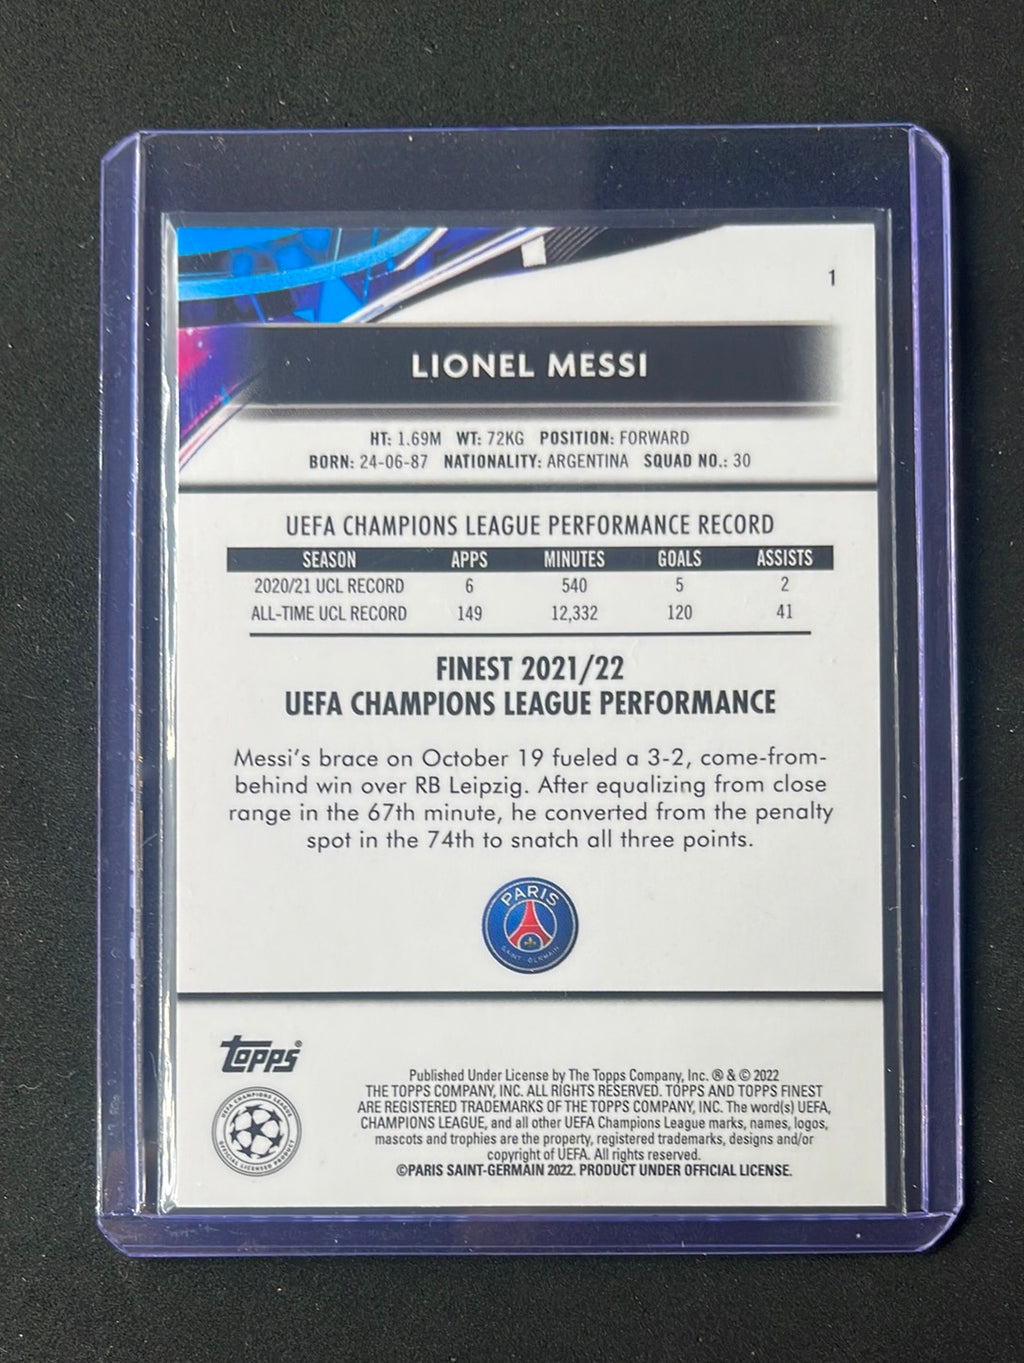 1
LIONEL MESSI
HT: 1.69M WT: 72KG POSITION: FORWARD
BORN: 24-06-87 NATIONALITY: ARGENTINA SQUAD NO.: 30
UEFA CHAMPIONS LEAGUE PERFORMANCE RECORD
SEASON APPS MINUTES GOALS ASSISTS
2020/21 UCL RECORD 6 540 5 2
ALL-TIME UCL RECORD 149 12,332 120 41
FINEST 2021/22
UEFA CHAMPIONS LEAGUE PERFORMANCE
Messi's brace on October 19 fueled a 3-2, come-from-
behind win over RB Leipzig. After equalizing from close
range in the 67th minute, he converted from the penalty
spot in the 74th to snatch all three points.
PARIS
SAINT-GERMAIN
Topps®
UEFA CHAMPIONS LEAGUE
OFFICIAL LICENSED PRODUCT
Published Under License by The Topps Company, Inc. ® & © 2022
THE TOPPS COMPANY, INC. ALL RIGHTS RESERVED. TOPPS AND TOPPS FINEST
ARE REGISTERED TRADEMARKS OF THE TOPPS COMPANY, INC. The word(s) UEFA,
CHAMPIONS LEAGUE, and all other UEFA Champions League marks, names, logos,
mascots and trophies are the property, registered trademarks, designs and/or
copyright of UEFA. All rights reserved.
©PARIS SAINT-GERMAIN 2022. PRODUCT UNDER OFFICIAL LICENSE.